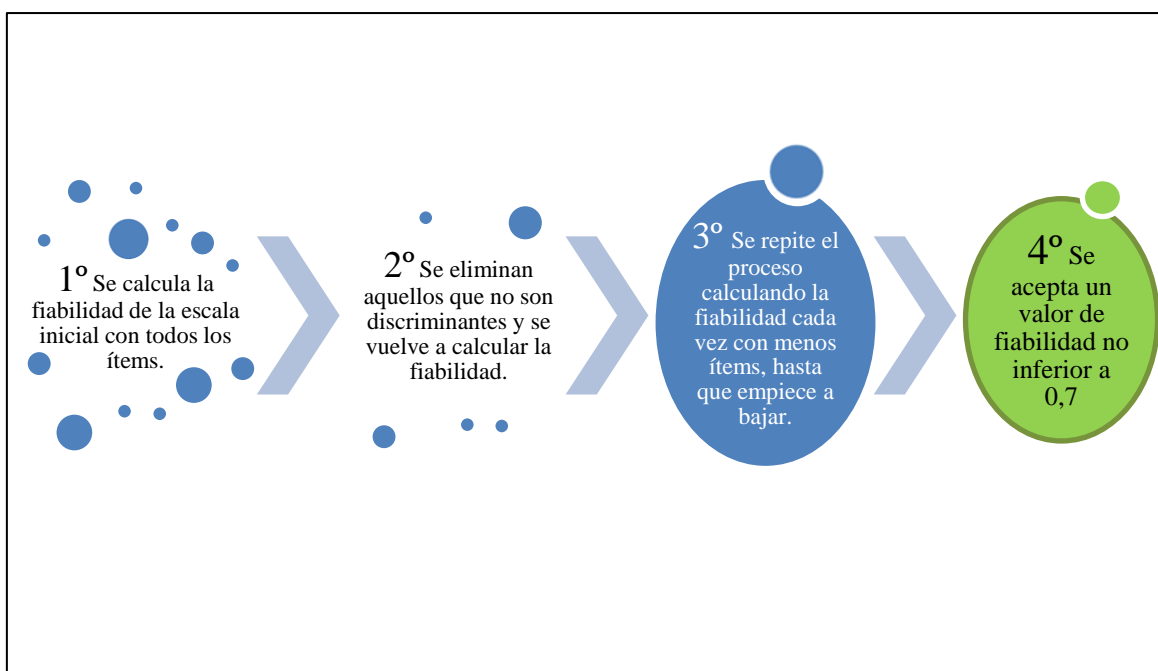 1º Se calcula la
fiabilidad de la escala
inicial con todos los
ítems.
2º Se eliminan
aquellos que no son
discriminantes y se
vuelve a calcular la
fiabilidad.
3º Se repite el
proceso
calculando la
fiabilidad cada
vez con menos
ítems, hasta
que empiece a
bajar.
4º Se
acepta un
valor de
fiabilidad no
inferior a
0,7